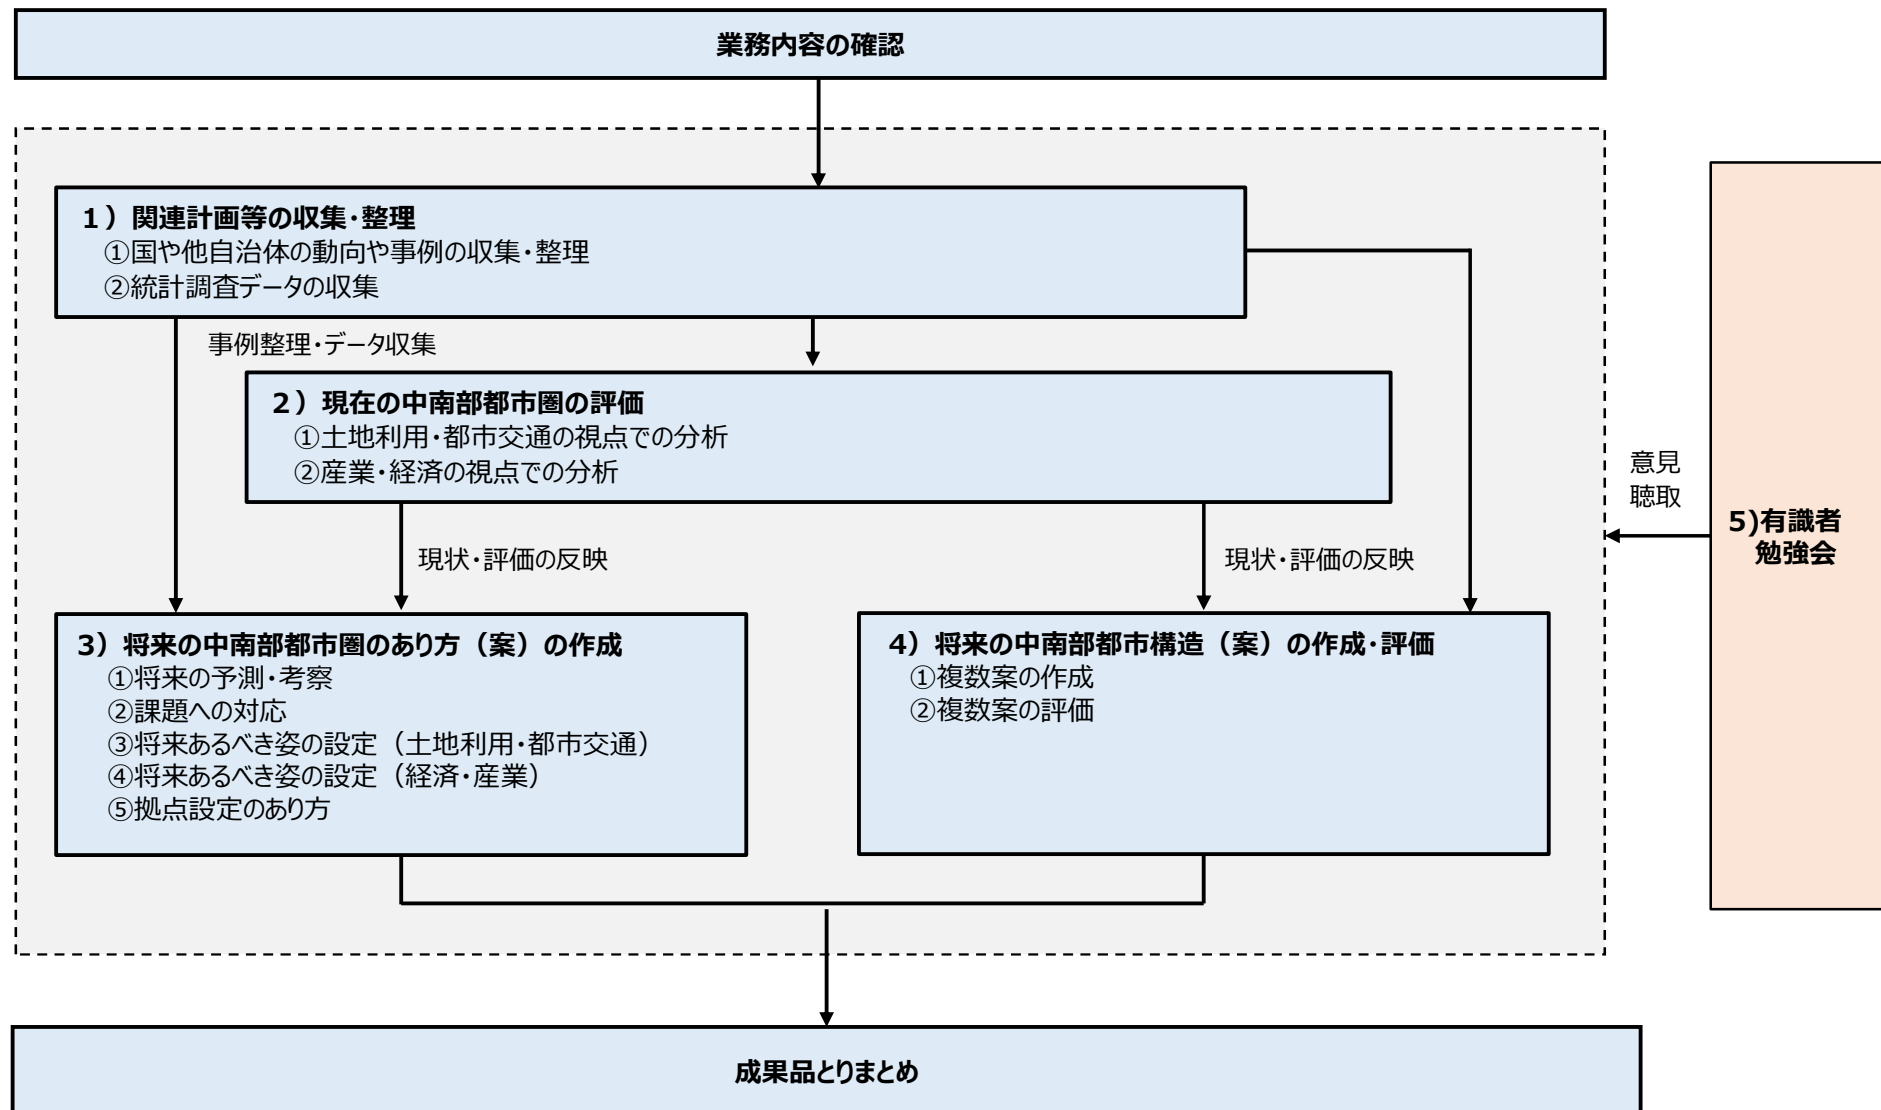 業務内容の確認
1）関連計画等の収集・整理
①国や他自治体の動向や事例の収集・整理
②統計調査データの収集
事例整理・データ収集
2）現在の中南部都市圏の評価
①土地利用・都市交通の視点での分析
②産業・経済の視点での分析
現状・評価の反映
現状・評価の反映
3）将来の中南部都市圏のあり方（案）の作成
①将来の予測・考察
②課題への対応
③将来あるべき姿の設定（土地利用・都市交通）
④将来あるべき姿の設定（経済・産業）
⑤拠点設定のあり方
4）将来の中南部都市構造（案）の作成・評価
①複数案の作成
②複数案の評価
意見
聴取
5)有識者
勉強会
成果品とりまとめ